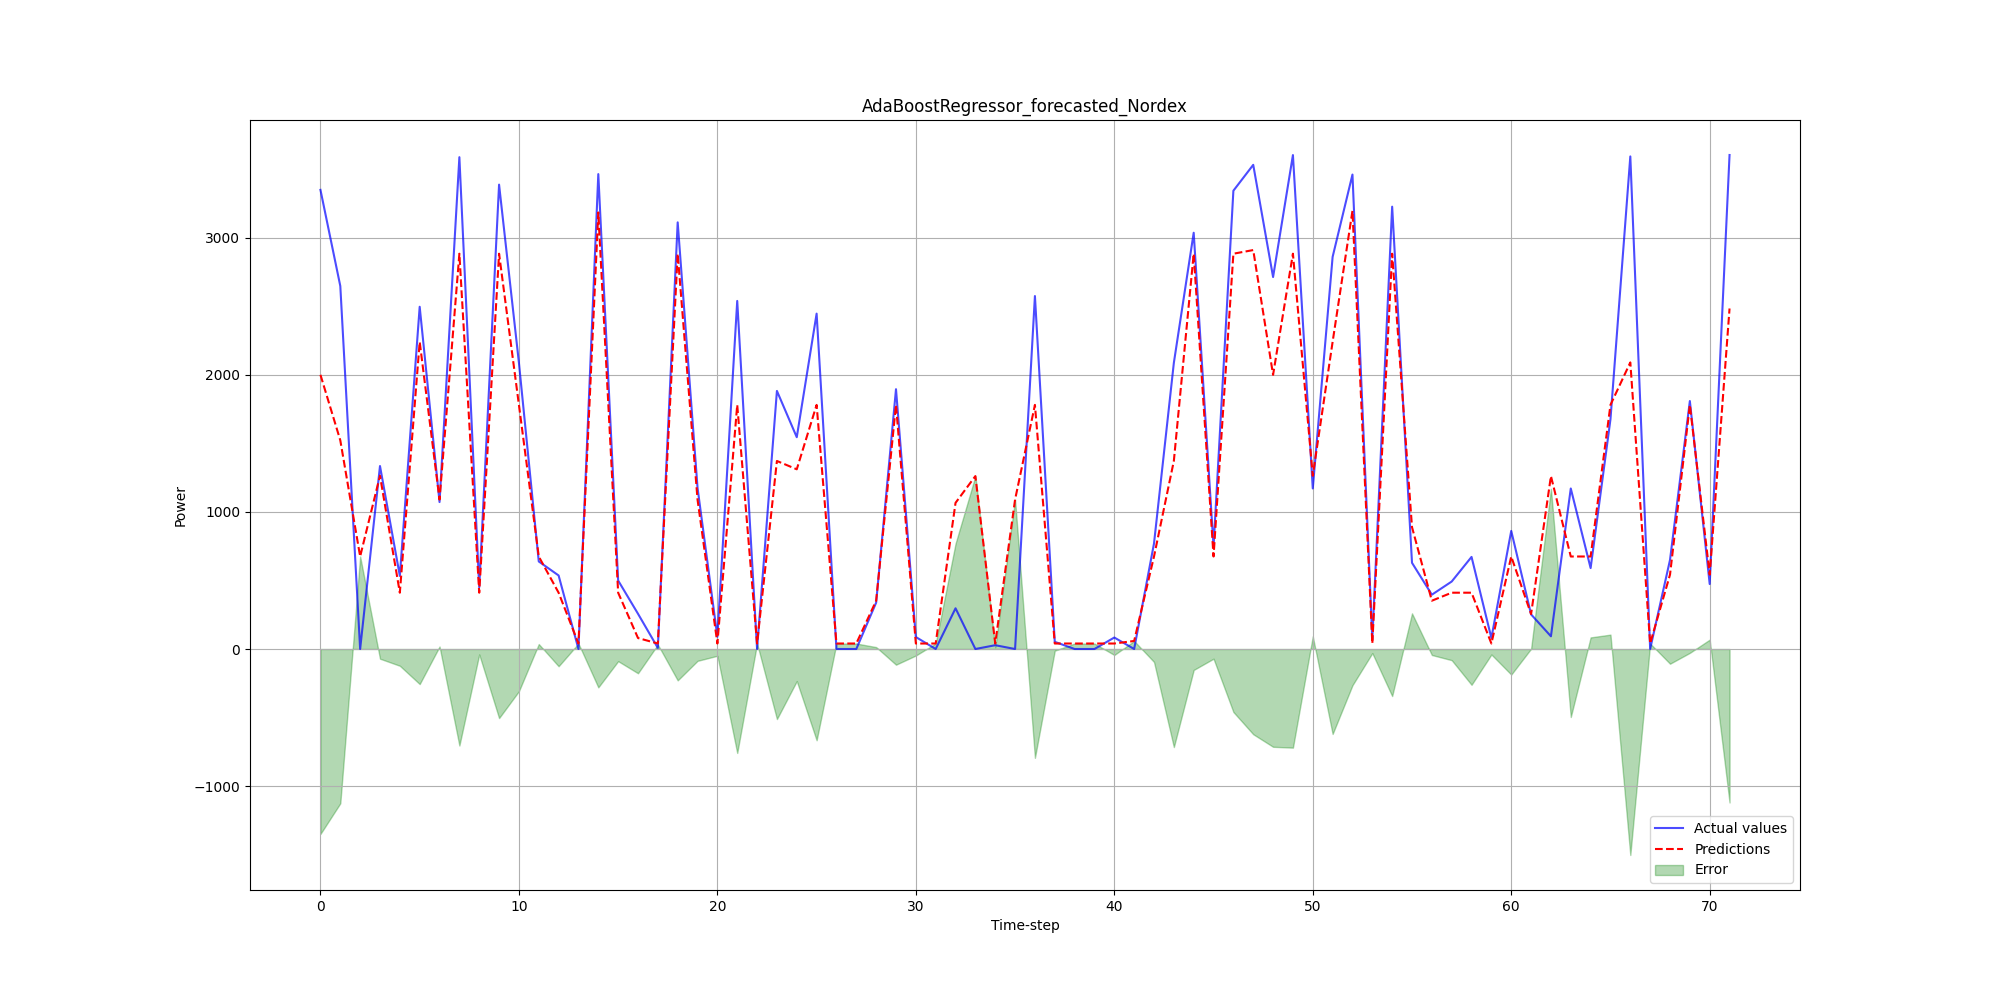 AdaBoostRegressor_forecasted_Nordex
Power
3000
2000
1000
0
−1000
0 10 20 30 40 50 60 70
Time-step
Actual values
Predictions
Error